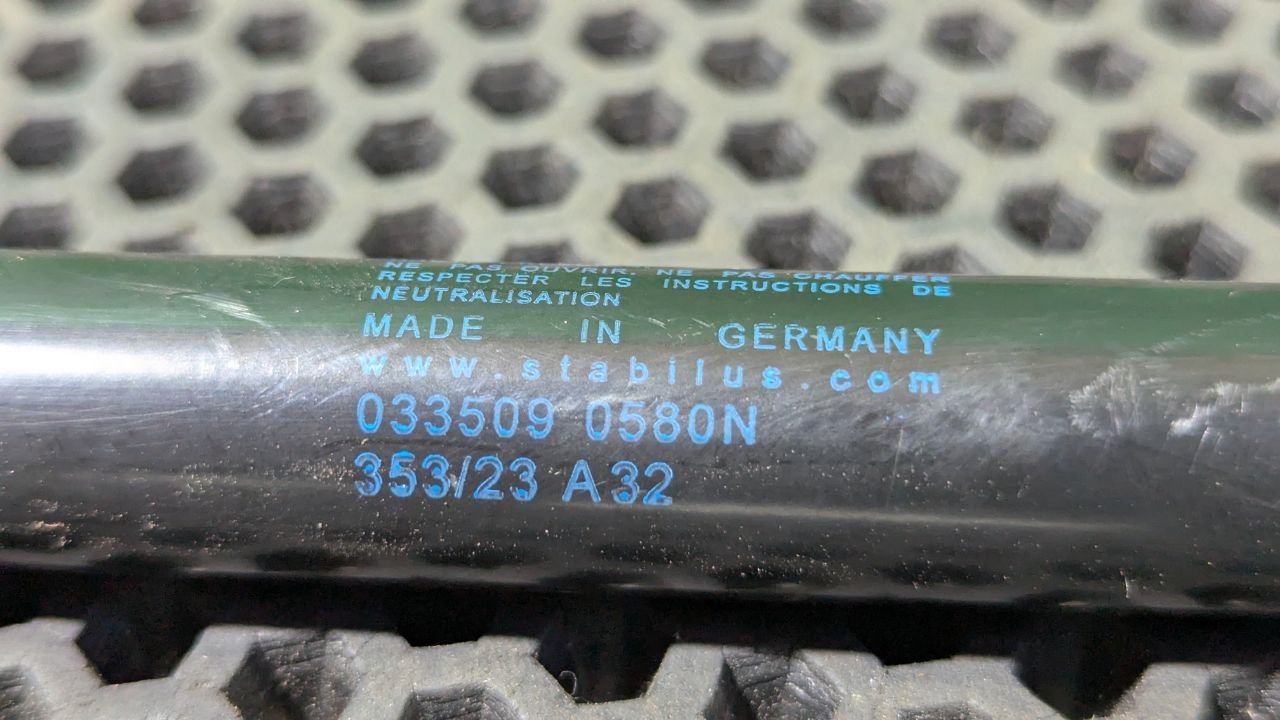 NE PAS OUVRIR. NE PAS CHAUFFER
RESPECTER LES INSTRUCTIONS DE
NEUTRALISATION
MADE IN GERMANY
www.stabilus.com
033509 0580N
353/23 A32